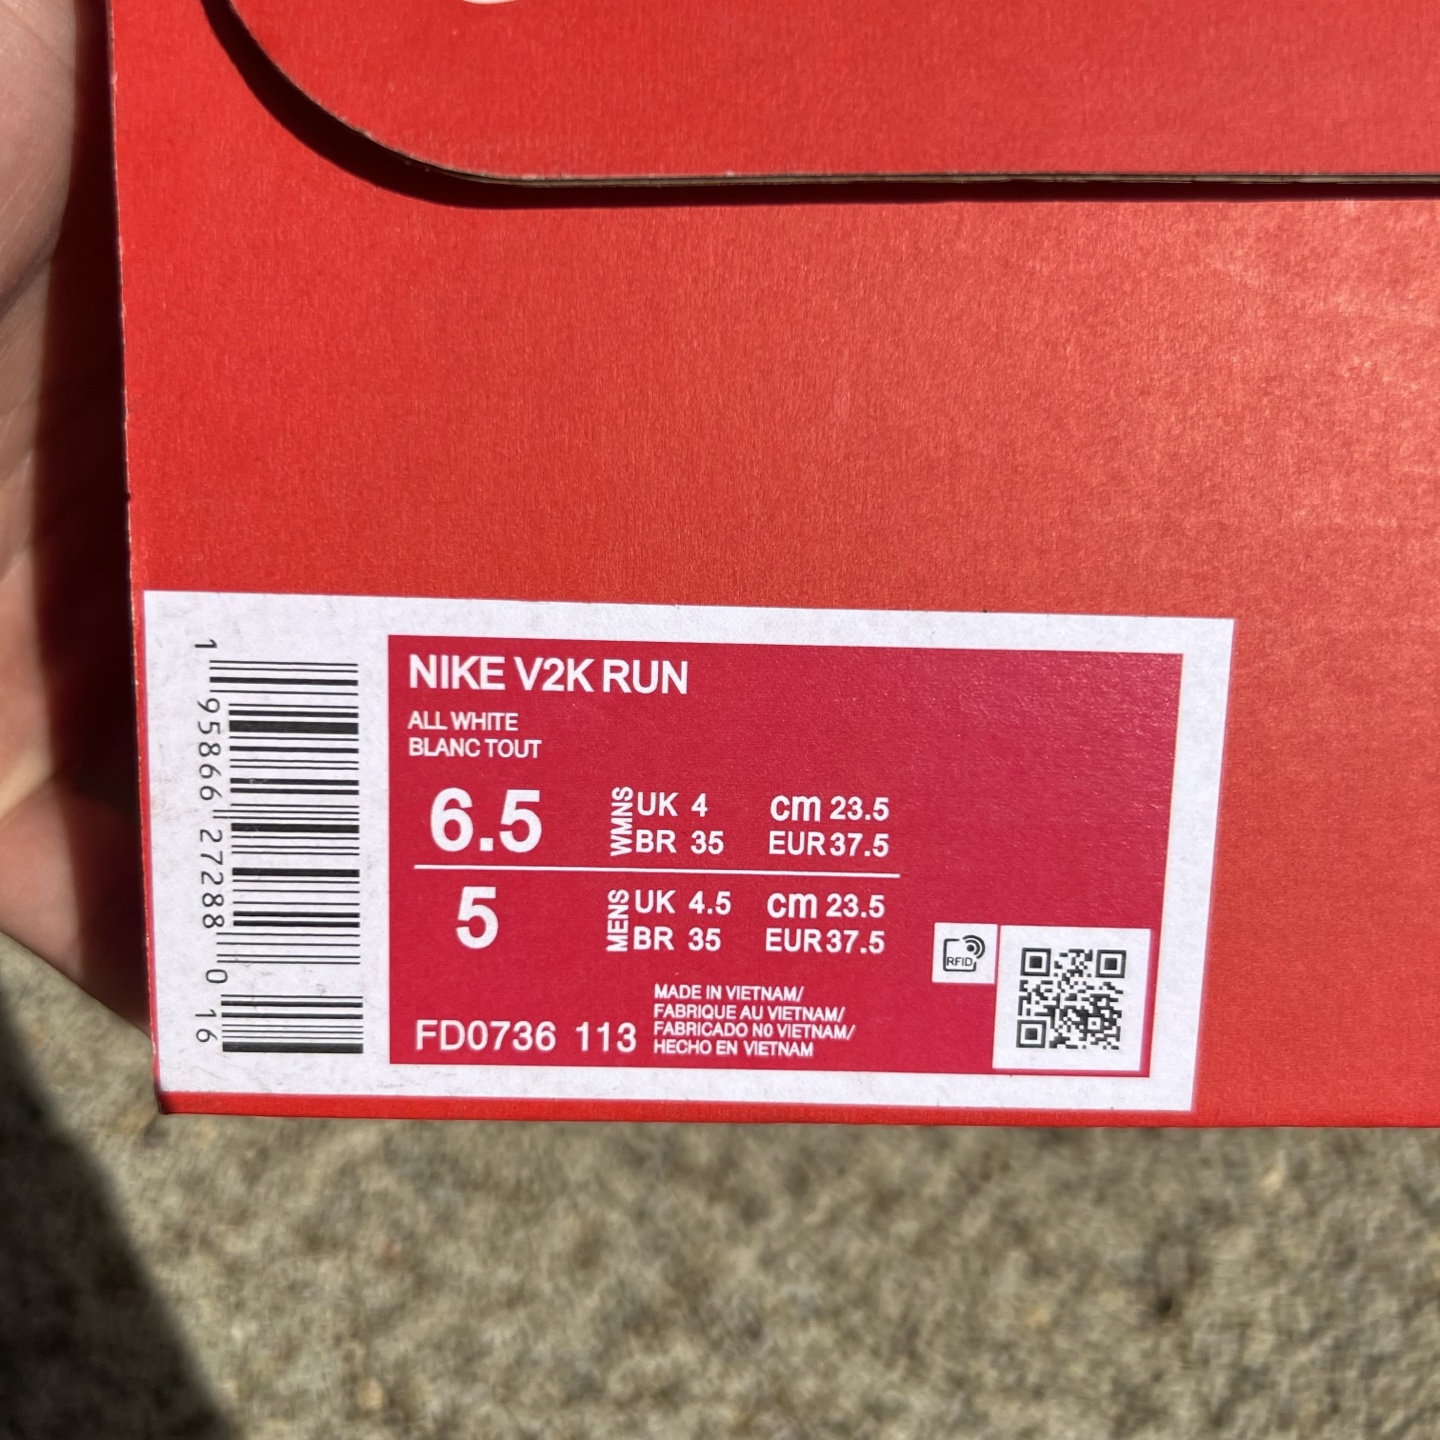 1 95866 27288 0 16
NIKE V2K RUN
ALL WHITE
BLANC TOUT
6.5 WMNS UK 4 cm 23.5
BR 35 EUR 37.5
5 MENS UK 4.5 cm 23.5
BR 35 EUR 37.5
FD0736 113
MADE IN VIETNAM/
FABRIQUE AU VIETNAM/
FABRICADO N0 VIETNAM/
HECHO EN VIETNAM
RFID